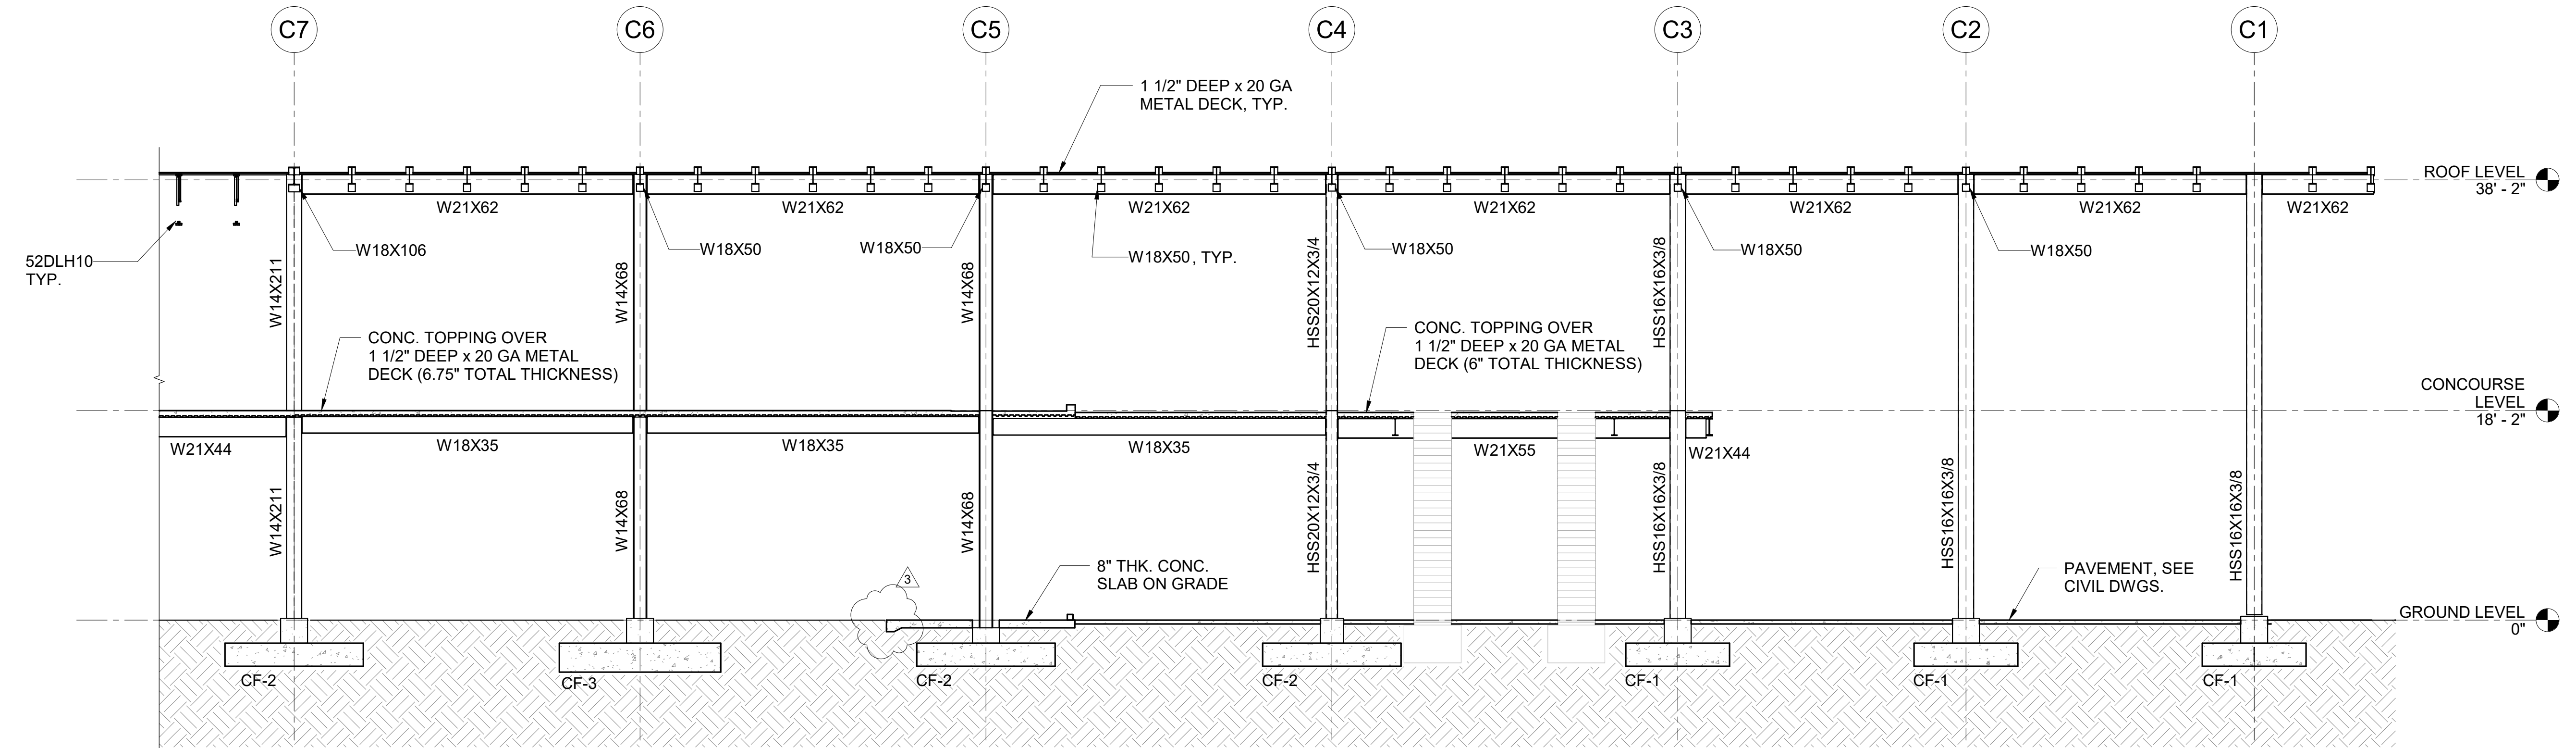 C7
C6
C5
C4
C3
C2
C1
1 1/2" DEEP x 20 GA
METAL DECK, TYP.
ROOF LEVEL
38' - 2"
W21X62
W21X62
W21X62
W21X62
W21X62
W21X62
W21X62
52DLH10
TYP.
W18X106
W18X50
W18X50
W18X50, TYP.
W18X50
W18X50
W18X50
W14X211
W14X68
W14X68
HSS20X12X3/4
HSS16X16X3/8
CONC. TOPPING OVER
1 1/2" DEEP x 20 GA METAL
DECK (6.75" TOTAL THICKNESS)
CONC. TOPPING OVER
1 1/2" DEEP x 20 GA METAL
DECK (6" TOTAL THICKNESS)
CONCOURSE
LEVEL
18' - 2"
W21X44
W18X35
W18X35
W18X35
W21X55
W21X44
W14X211
W14X68
W14X68
HSS20X12X3/4
HSS16X16X3/8
HSS16X16X3/8
HSS16X16X3/8
3
8" THK. CONC.
SLAB ON GRADE
PAVEMENT, SEE
CIVIL DWGS.
GROUND LEVEL
0"
CF-2
CF-3
CF-2
CF-2
CF-1
CF-1
CF-1